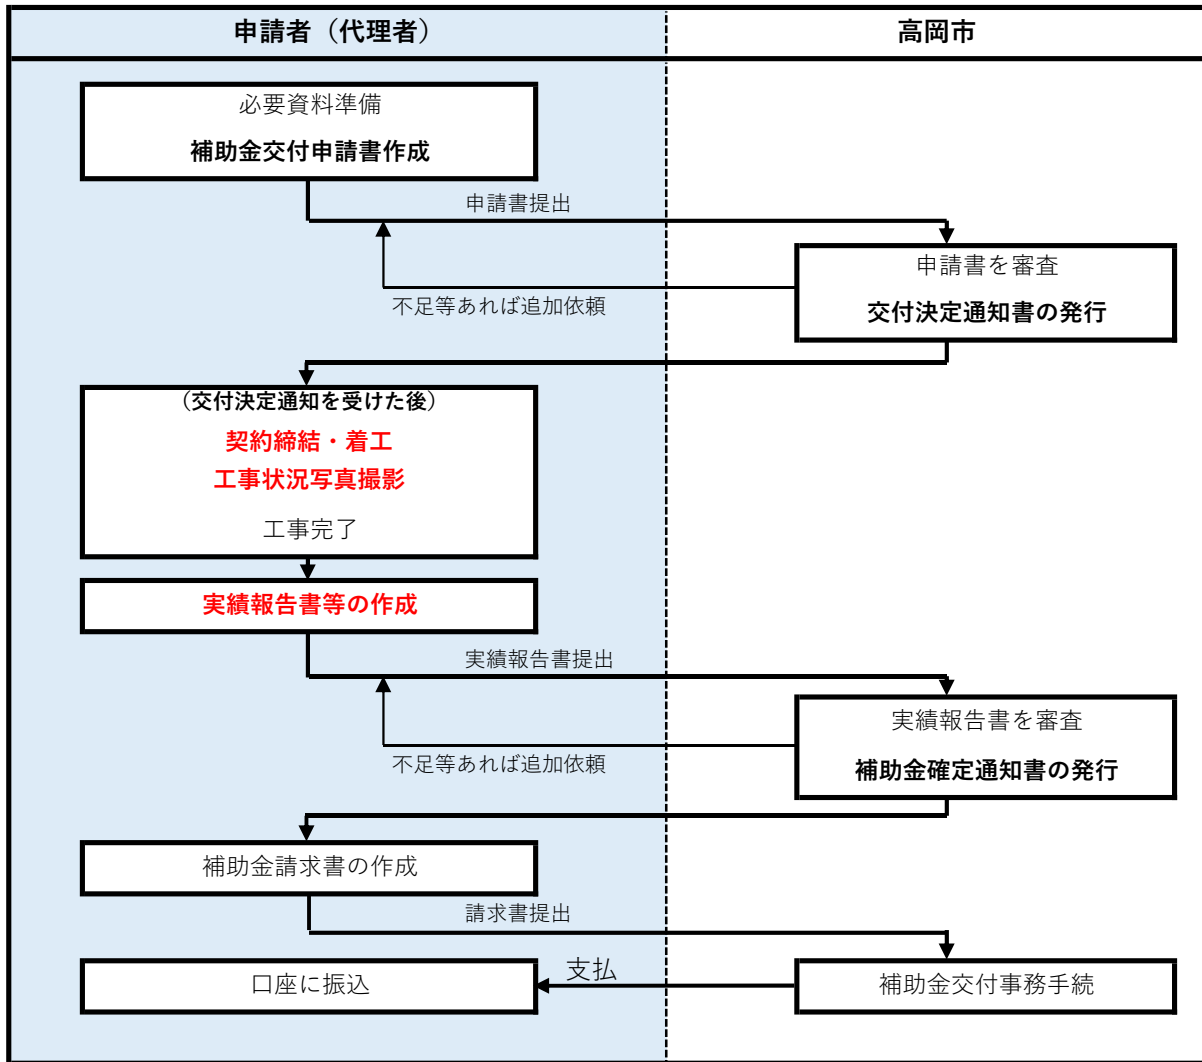 申請者（代理者）
高岡市
必要資料準備
補助金交付申請書作成
申請書提出
申請書を審査
交付決定通知書の発行
不足等あれば追加依頼
（交付決定通知を受けた後）
契約締結・着工
工事状況写真撮影
工事完了
実績報告書等の作成
実績報告書提出
実績報告書を審査
補助金確定通知書の発行
不足等あれば追加依頼
補助金請求書の作成
請求書提出
補助金交付事務手続
支払
口座に振込